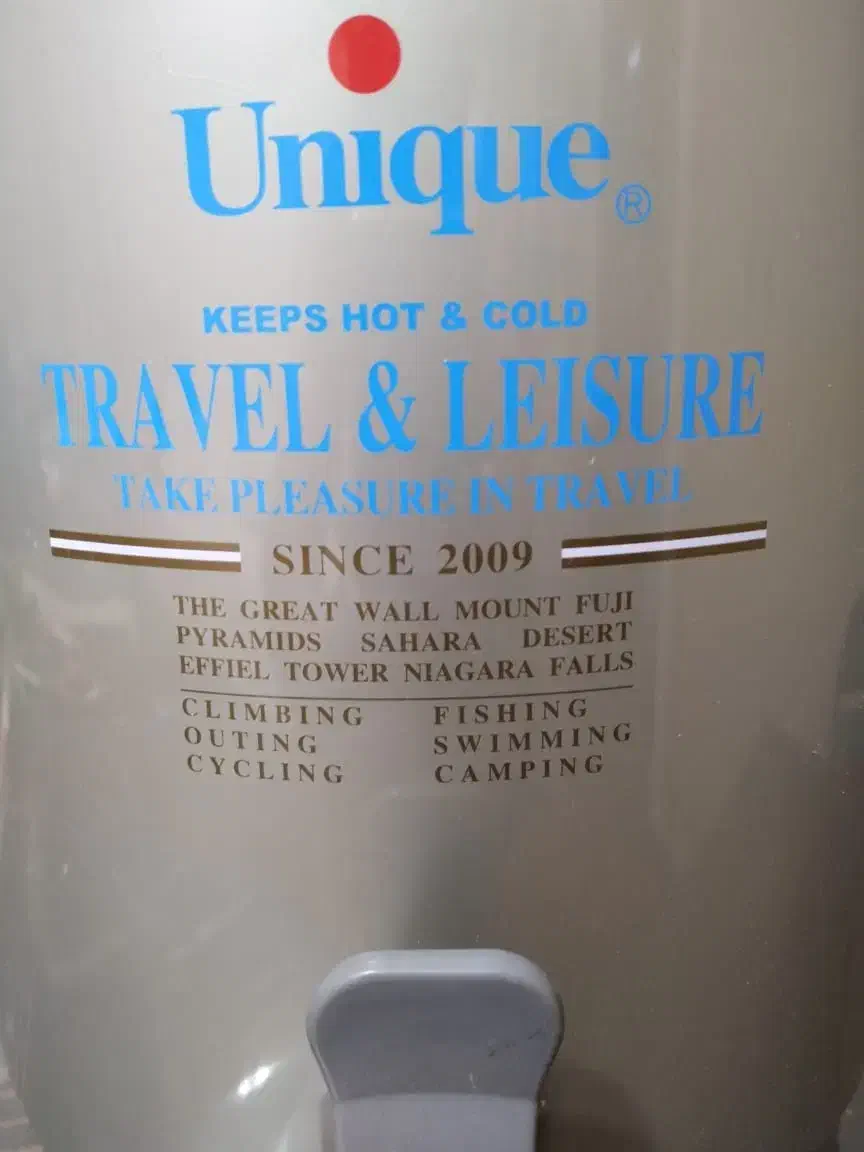 Unique®
KEEPS HOT & COLD
TRAVEL & LEISURE
TAKE PLEASURE IN TRAVEL
SINCE 2009
THE GREAT WALL MOUNT FUJI
PYRAMIDS SAHARA DESERT
EFFIEL TOWER NIAGARA FALLS
CLIMBING FISHING
OUTING SWIMMING
CYCLING CAMPING